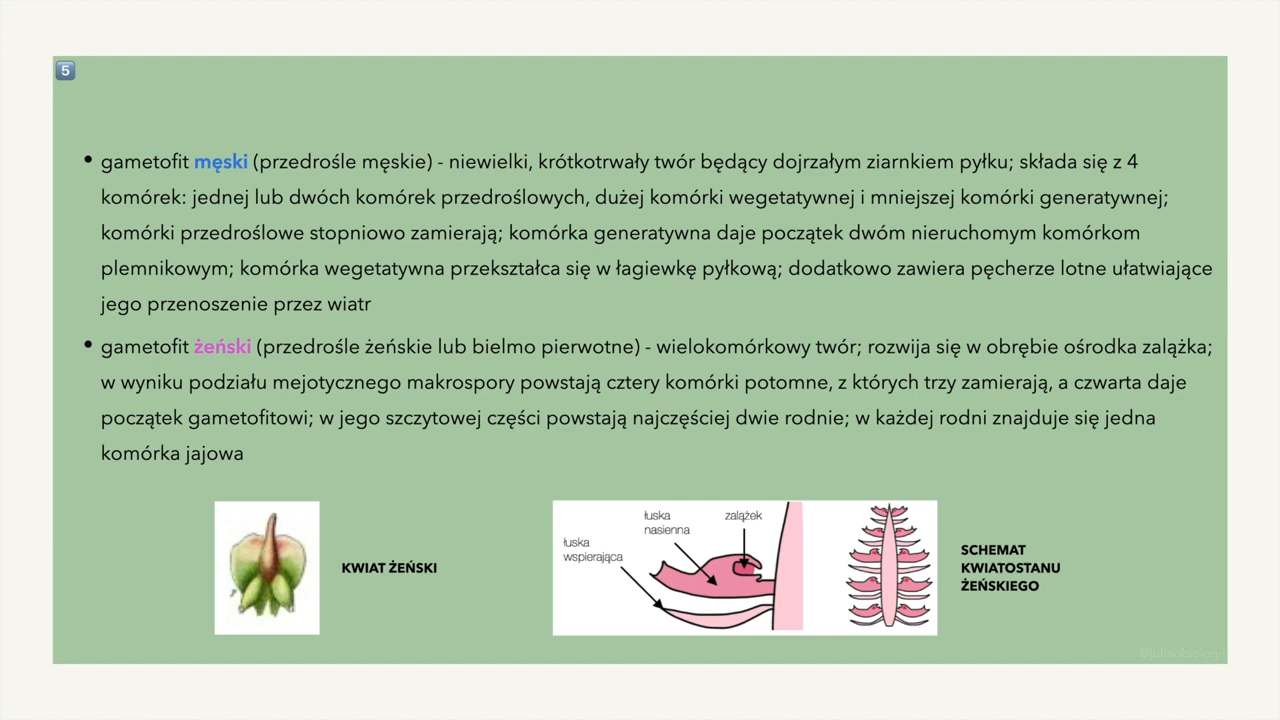 5
• gametofit męski (przedrośle męskie) - niewielki, krótkotrwały twór będący dojrzałym ziarnkiem pyłku; składa się z 4
komórek: jednej lub dwóch komórek przedroślowych, dużej komórki wegetatywnej i mniejszej komórki generatywnej;
komórki przedroślowe stopniowo zamierają; komórka generatywna daje początek dwóm nieruchomym komórkom
plemnikowym; komórka wegetatywna przekształca się w łagiewkę pyłkową; dodatkowo zawiera pęcherze lotne ułatwiające
jego przenoszenie przez wiatr
• gametofit żeński (przedrośle żeńskie lub bielmo pierwotne) - wielokomórkowy twór; rozwija się w obrębie ośrodka zalążka;
w wyniku podziału mejotycznego makrospory powstają cztery komórki potomne, z których trzy zamierają, a czwarta daje
początek gametofitowi; w jego szczytowej części powstają najczęściej dwie rodnie; w każdej rodni znajduje się jedna
komórka jajowa
KWIAT ŻEŃSKI
łuska
nasienna
zalążek
łuska
wspierająca
SCHEMAT
KWIATOSTANU
ŻEŃSKIEGO